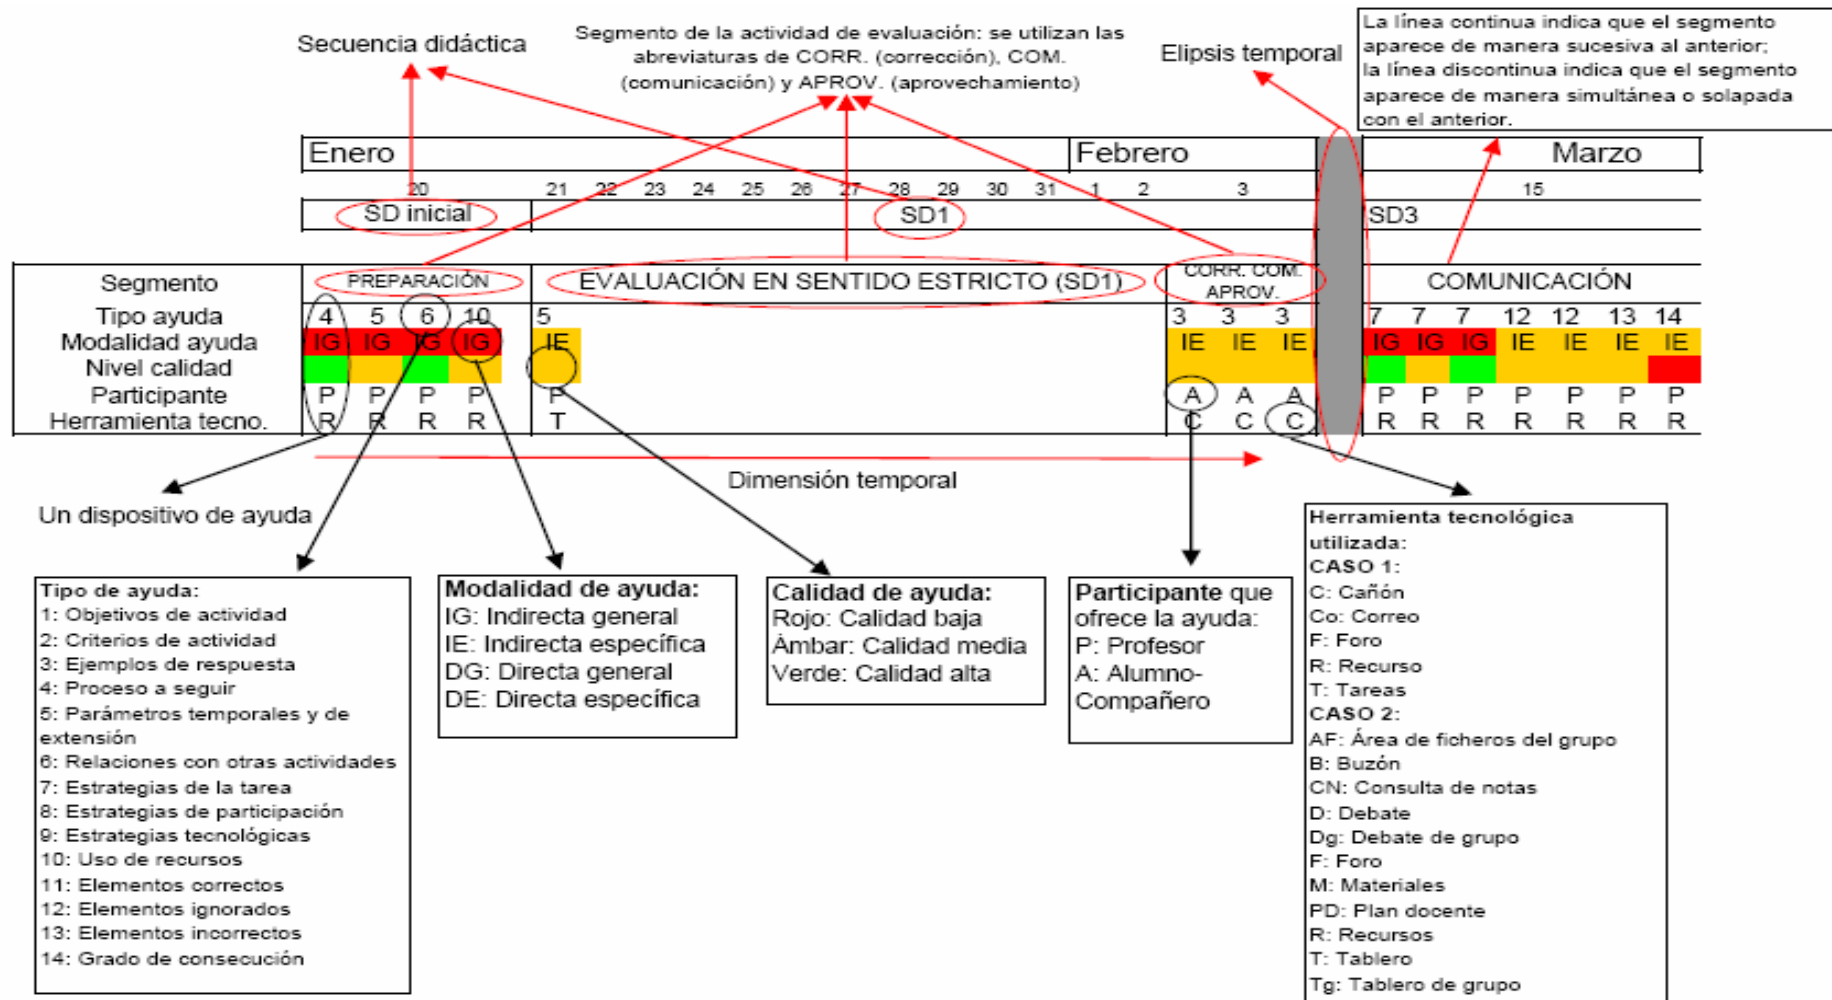 Secuencia didáctica
Segmento de la actividad de evaluación: se utilizan las
abreviaturas de CORR. (corrección), COM.
(comunicación) y APROV. (aprovechamiento)
Elipsis temporal
La línea continua indica que el segmento
aparece de manera sucesiva al anterior;
la línea discontinua indica que el segmento
aparece de manera simultánea o solapada
con el anterior.
Enero Febrero Marzo
20 21 22 23 24 25 26 27 28 29 30 31 1 2 3 15
SD inicial SD1 SD3
Segmento PREPARACIÓN EVALUACIÓN EN SENTIDO ESTRICTO (SD1) CORR. COM. APROV. COMUNICACIÓN
Tipo ayuda 4 5 6 10 5 3 3 3 7 7 7 12 12 13 14
Modalidad ayuda IG IG IG IG IE IE IE IE IG IG IG IE IE IE IE
Nivel calidad
Participante P P P P P A A A P P P P P P P
Herramienta tecno. R R R R T C C C R R R R R R R
Dimensión temporal
Un dispositivo de ayuda
Tipo de ayuda:
1: Objetivos de actividad
2: Criterios de actividad
3: Ejemplos de respuesta
4: Proceso a seguir
5: Parámetros temporales y de
extensión
6: Relaciones con otras actividades
7: Estrategias de la tarea
8: Estrategias de participación
9: Estrategias tecnológicas
10: Uso de recursos
11: Elementos correctos
12: Elementos ignorados
13: Elementos incorrectos
14: Grado de consecución
Modalidad de ayuda:
IG: Indirecta general
IE: Indirecta específica
DG: Directa general
DE: Directa específica
Calidad de ayuda:
Rojo: Calidad baja
Àmbar: Calidad media
Verde: Calidad alta
Participante que
ofrece la ayuda:
P: Profesor
A: Alumno-
Compañero
Herramienta tecnológica
utilizada:
CASO 1:
C: Cañón
Co: Correo
F: Foro
R: Recurso
T: Tareas
CASO 2:
AF: Área de ficheros del grupo
B: Buzón
CN: Consulta de notas
D: Debate
Dg: Debate de grupo
F: Foro
M: Materiales
PD: Plan docente
R: Recursos
T: Tablero
Tg: Tablero de grupo